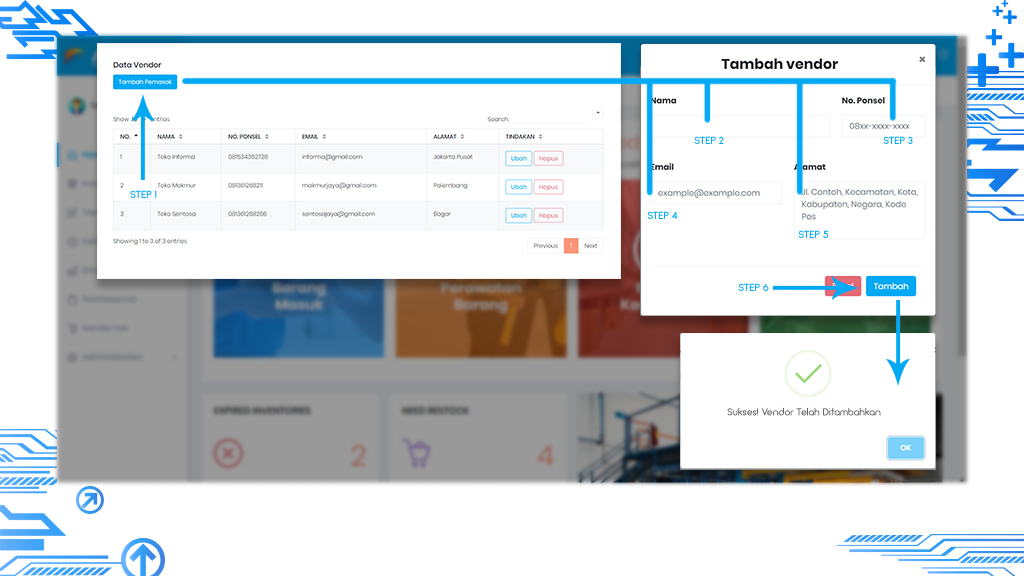 Data Vendor
Tambah Pemasok
Show
entries
Search:
NO. NAMA NO. PONSEL EMAIL ALAMAT TINDAKAN
1 Toko Informa 081534362728 informa@gmail.com Jakarta Pusat Ubah Hapus
2 Toko Makmur 08136126821 makmurjaya@gmail.com Palembang Ubah Hapus
3 Toko Sentosa 081361268286 sentosajaya@gmail.com Bogor Ubah Hapus
Showing 1 to 3 of 3 entries
Previous 1 Next
STEP 1
Tambah vendor
×
Nama
No. Ponsel
08xx-xxxx-xxxx
STEP 2
STEP 3
Email
Alamat
example@example.com
Jl. Contoh, Kecamatan, Kota,
Kabupaten, Negara, Kode
Pos
STEP 4
STEP 5
STEP 6
Tambah
Sukses! Vendor Telah Ditambahkan
OK
Barang
Masuk
Perawatan
Barang
EXPIRED INVENTORIES
2
NEED RESTOCK
4